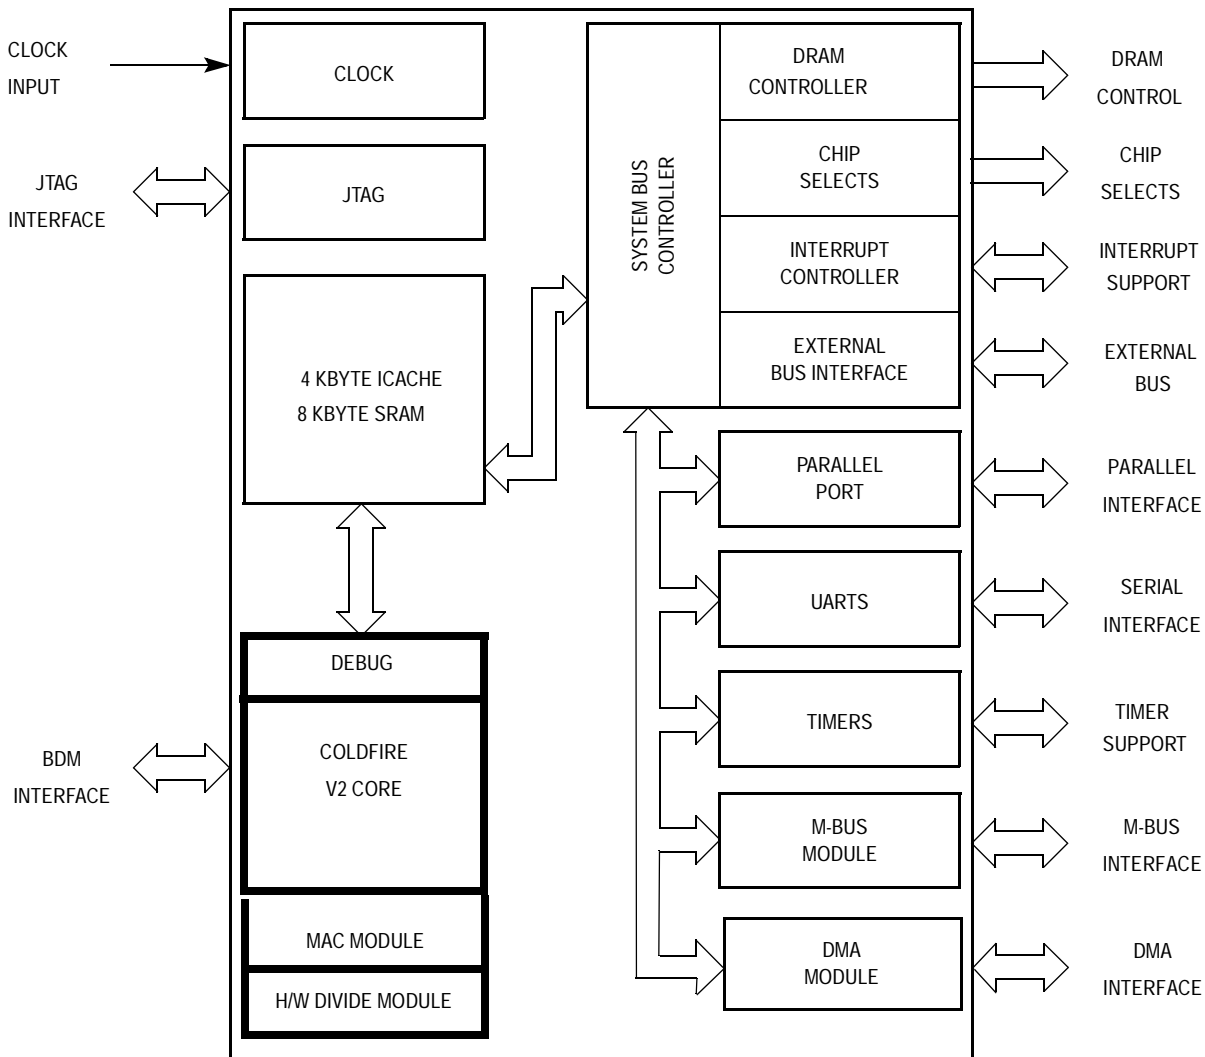 CLOCK
INPUT
JTAG
INTERFACE
BDM
INTERFACE
CLOCK
JTAG
4 KBYTE ICACHE
8 KBYTE SRAM
DEBUG
COLDFIRE
V2 CORE
MAC MODULE
H/W DIVIDE MODULE
SYSTEM BUS
CONTROLLER
DRAM
CONTROLLER
CHIP
SELECTS
INTERRUPT
CONTROLLER
EXTERNAL
BUS INTERFACE
PARALLEL
PORT
UARTS
TIMERS
M-BUS
MODULE
DMA
MODULE
DRAM
CONTROL
CHIP
SELECTS
INTERRUPT
SUPPORT
EXTERNAL
BUS
PARALLEL
INTERFACE
SERIAL
INTERFACE
TIMER
SUPPORT
M-BUS
INTERFACE
DMA
INTERFACE